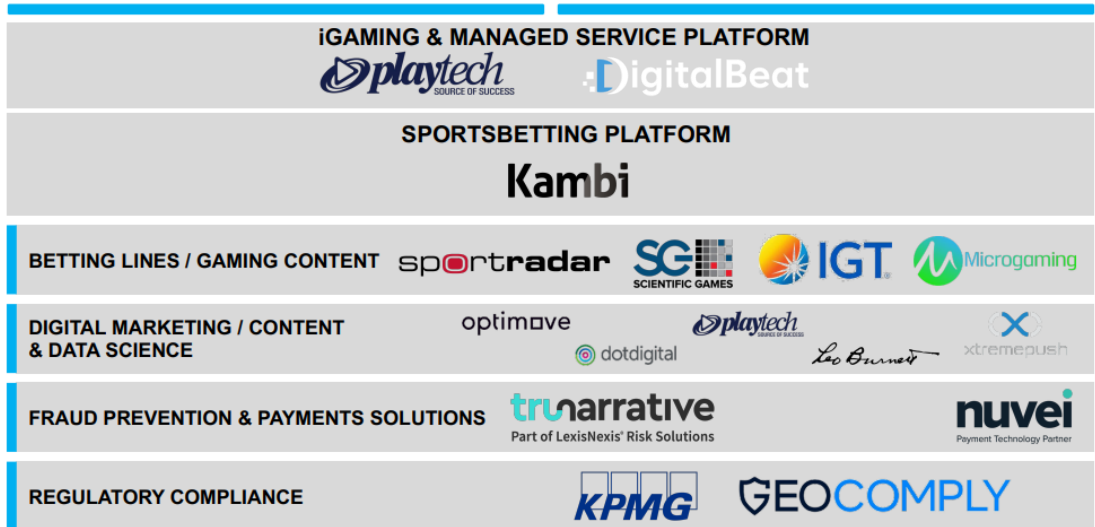 iGAMING & MANAGED SERVICE PLATFORM
playtech
SOURCE OF SUCCESS
DigitalBeat
SPORTSBETTING PLATFORM
Kambi
BETTING LINES / GAMING CONTENT
sportradar
SG
SCIENTIFIC GAMES
IGT
Microgaming
DIGITAL MARKETING / CONTENT
& DATA SCIENCE
optimove
playtech
SOURCE OF SUCCESS
xtremepush
dotdigital
Leo Burnett
FRAUD PREVENTION & PAYMENTS SOLUTIONS
trunarrative
Part of LexisNexis® Risk Solutions
nuvei
Payment Technology Partner
REGULATORY COMPLIANCE
KPMG
GEOCOMPLY